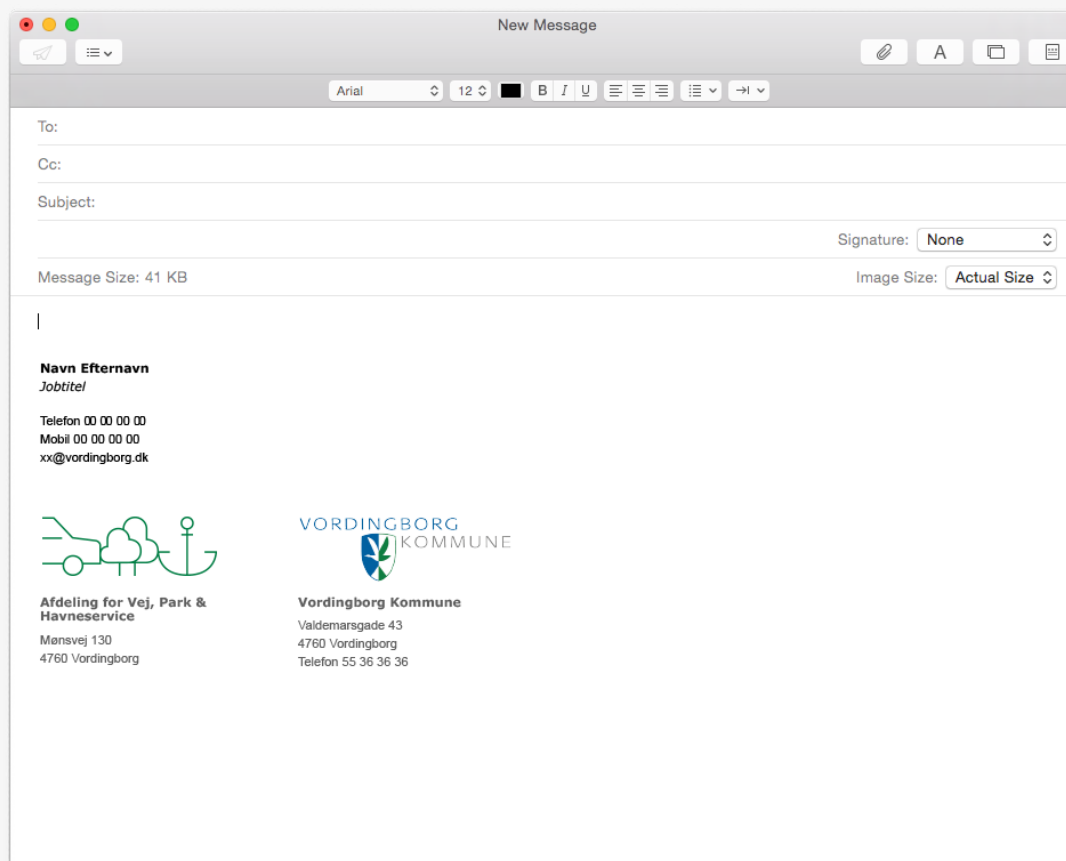 New Message
A
Arial
12
B I U
To:
Cc:
Subject:
Signature: None
Message Size: 41 KB
Image Size: Actual Size
Navn Efternavn
Jobtitel
Telefon 00 00 00 00
Mobil 00 00 00 00
xx@vordingborg.dk
VORDINGBORG
KOMMUNE
Afdeling for Vej, Park &
Havneservice
Mønsvej 130
4760 Vordingborg
Vordingborg Kommune
Valdemarsgade 43
4760 Vordingborg
Telefon 55 36 36 36